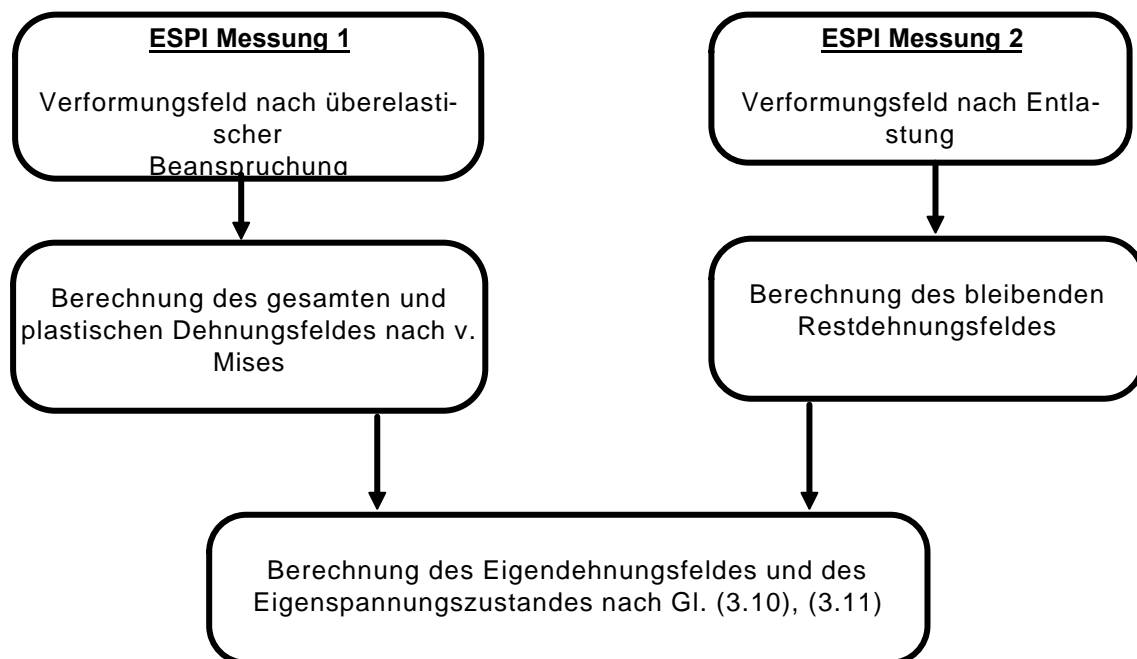 ESPI Messung 1
Verformungsfeld nach überelasti-
scher
Beanspruchung
ESPI Messung 2
Verformungsfeld nach Entla-
stung
Berechnung des gesamten und
plastischen Dehnungsfeldes nach v.
Mises
Berechnung des bleibenden
Restdehnungsfeldes
Berechnung des Eigendehnungsfeldes und des
Eigenspannungszustandes nach Gl. (3.10), (3.11)